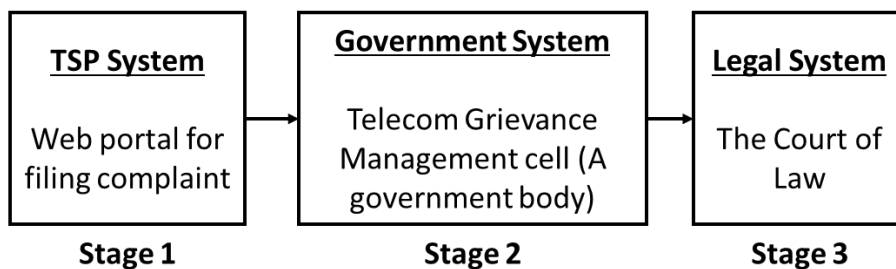 TSP System
Web portal for
filing complaint
Stage 1
Government System
Telecom Grievance
Management cell (A
government body)
Stage 2
Legal System
The Court of
Law
Stage 3